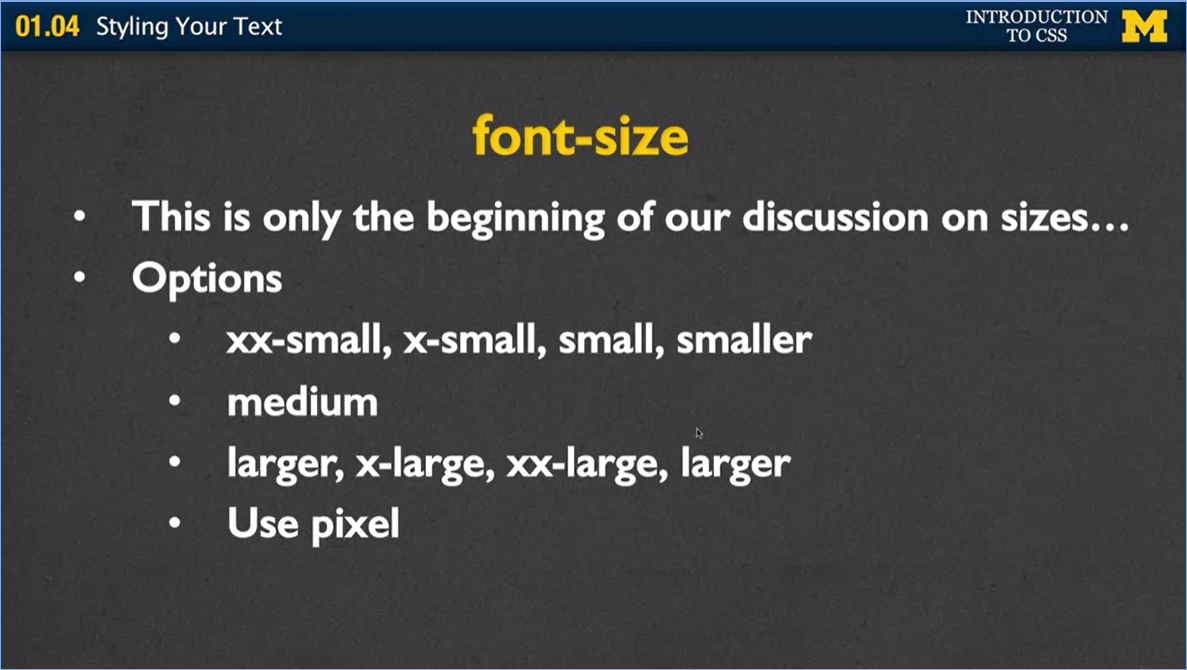 01.04 Styling Your Text
INTRODUCTION
TO CSS
M
font-size
• This is only the beginning of our discussion on sizes...
• Options
• xx-small, x-small, small, smaller
• medium
• larger, x-large, xx-large, larger
• Use pixel